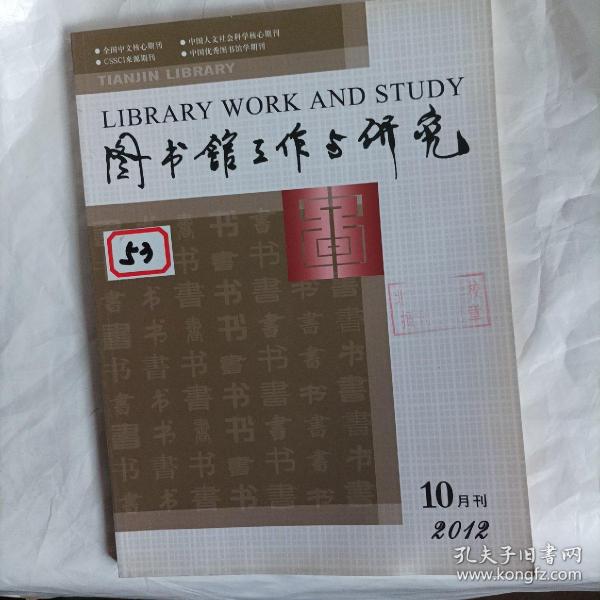 ● 全国中文核心期刊 ● 中国人文社会科学核心期刊
● CSSCI来源期刊 ● 中国优秀图书馆学期刊
TIANJIN LIBRARY
LIBRARY WORK AND STUDY
图书馆工作与研究
53
10月刊
2012
孔夫子旧书网
www.kongfz.com